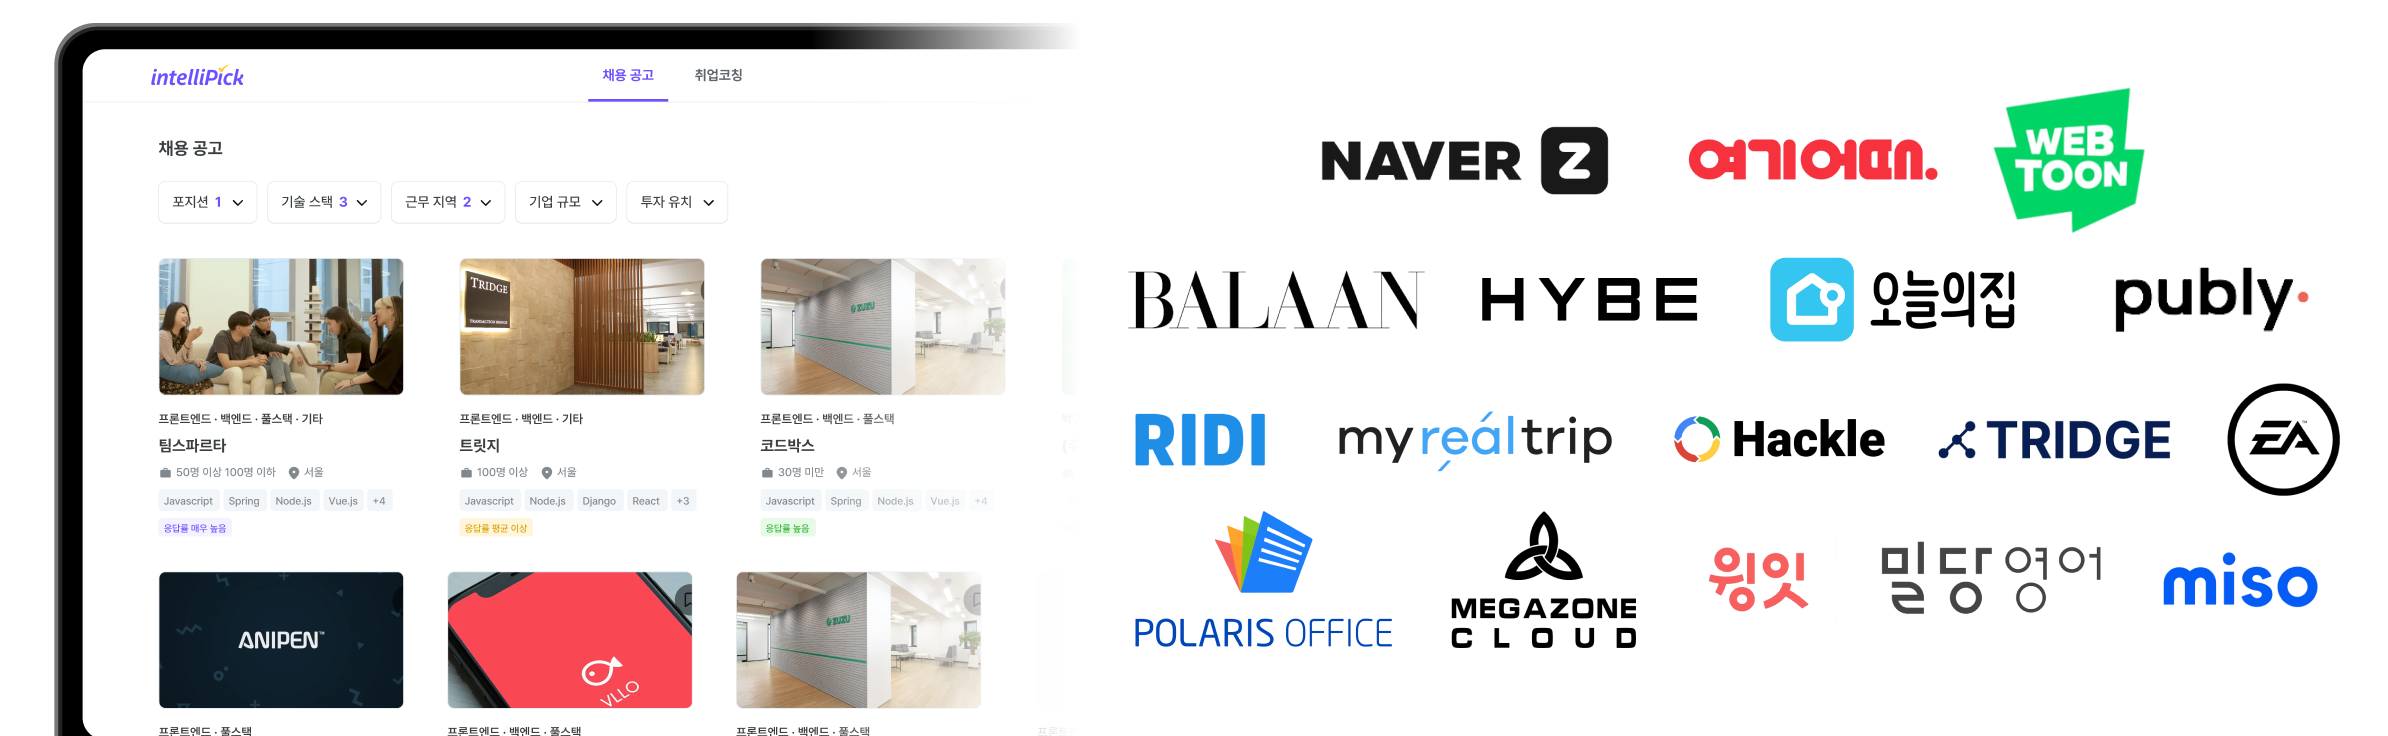 intelliPick
채용 공고
취업코칭
채용 공고
포지션 1
기술 스택 3
근무 지역 2
기업 규모
투자 유치
TRIDGE
TRANSACTION BRIDGE
ZUZU
프론트엔드 · 백엔드 · 풀스택 · 기타
팀스파르타
50명 이상 100명 이하
서울
Javascript Spring Node.js Vue.js +4
응답률 매우 높음
프론트엔드 · 백엔드 · 기타
트릿지
100명 이상
서울
Javascript Node.js Django React +3
응답률 평균 이상
프론트엔드 · 백엔드 · 풀스택
코드박스
30명 미만
서울
Javascript Spring Node.js Vue.js +4
응답률 높음
ANIPEN™
VLLO
ZUZU
프론트엔드 · 풀스택
프론트엔드 · 백엔드 · 풀스택
프론트엔드 · 백엔드 · 풀스택
NAVER Z
여기어때.
WEB
TOON
BALAAN
HYBE
오늘의집
publy.
RIDI
myrealtrip
Hackle
TRIDGE
EA™
POLARIS OFFICE
MEGAZONE
CLOUD
윙잇
밀당영어
miso